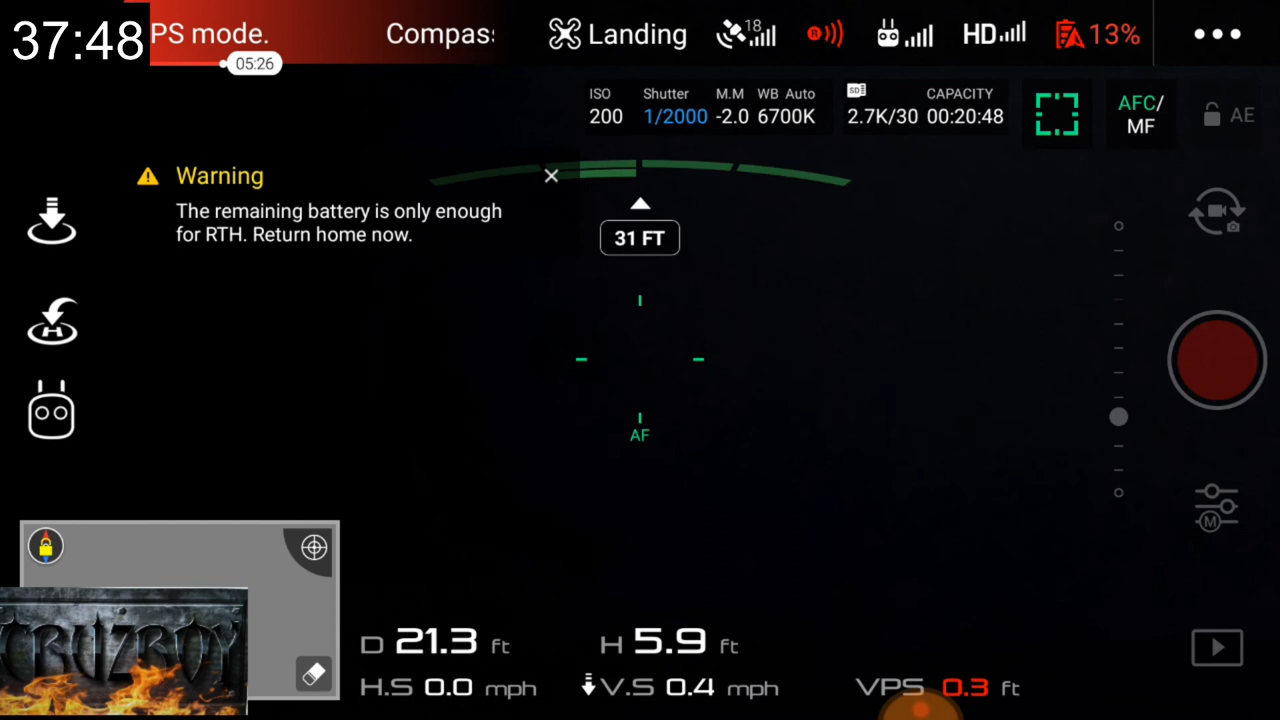 37:48
PS mode.
Compas
Landing
18
R
HD
13%
05:26
ISO
200
Shutter
1/2000
M.M
-2.0
WB Auto
6700K
SD
2.7K/30
CAPACITY
00:20:48
AFC/
MF
AE
Warning
The remaining battery is only enough
for RTH. Return home now.
31 FT
AF
H
M
CRUZBOY
D 21.3 ft
H 5.9 ft
H.S 0.0 mph
V.S 0.4 mph
VPS 0.3 ft